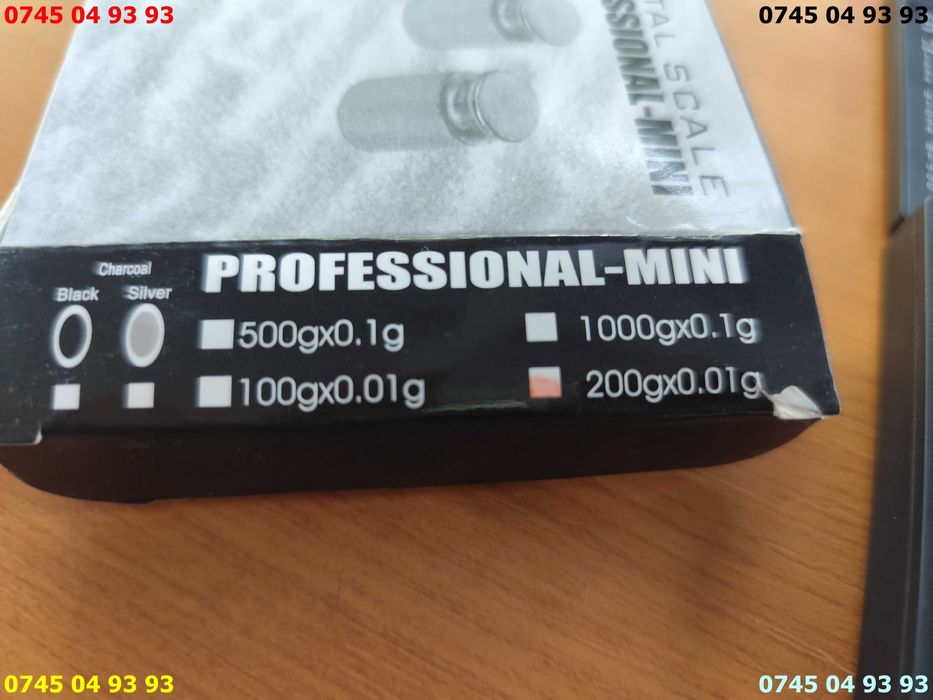 0745 04 93 93
0745 04 93 93
TAL SCALE
SSIONAL-MINI
Charcoal
Black Silver
PROFESSIONAL-MINI
500gx0.1g
1000gx0.1g
100gx0.01g
200gx0.01g
0745 04 93 93
0745 04 93 93